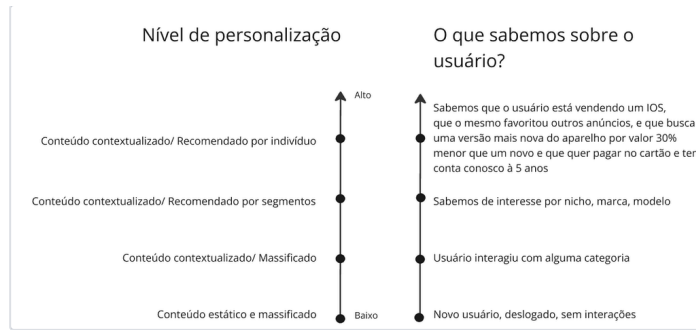 Nível de personalização
O que sabemos sobre o
usuário?
Alto
Conteúdo contextualizado/ Recomendado por indivíduo
Conteúdo contextualizado/ Recomendado por segmentos
Conteúdo contextualizado/ Massificado
Conteúdo estático e massificado
Baixo
Sabemos que o usuário está vendendo um IOS,
que o mesmo favoritou outros anúncios, e que busca
uma versão mais nova do aparelho por valor 30%
menor que um novo e que quer pagar no cartão e ter
conta conosco à 5 anos
Sabemos de interesse por nicho, marca, modelo
Usuário interagiu com alguma categoria
Novo usuário, deslogado, sem interações